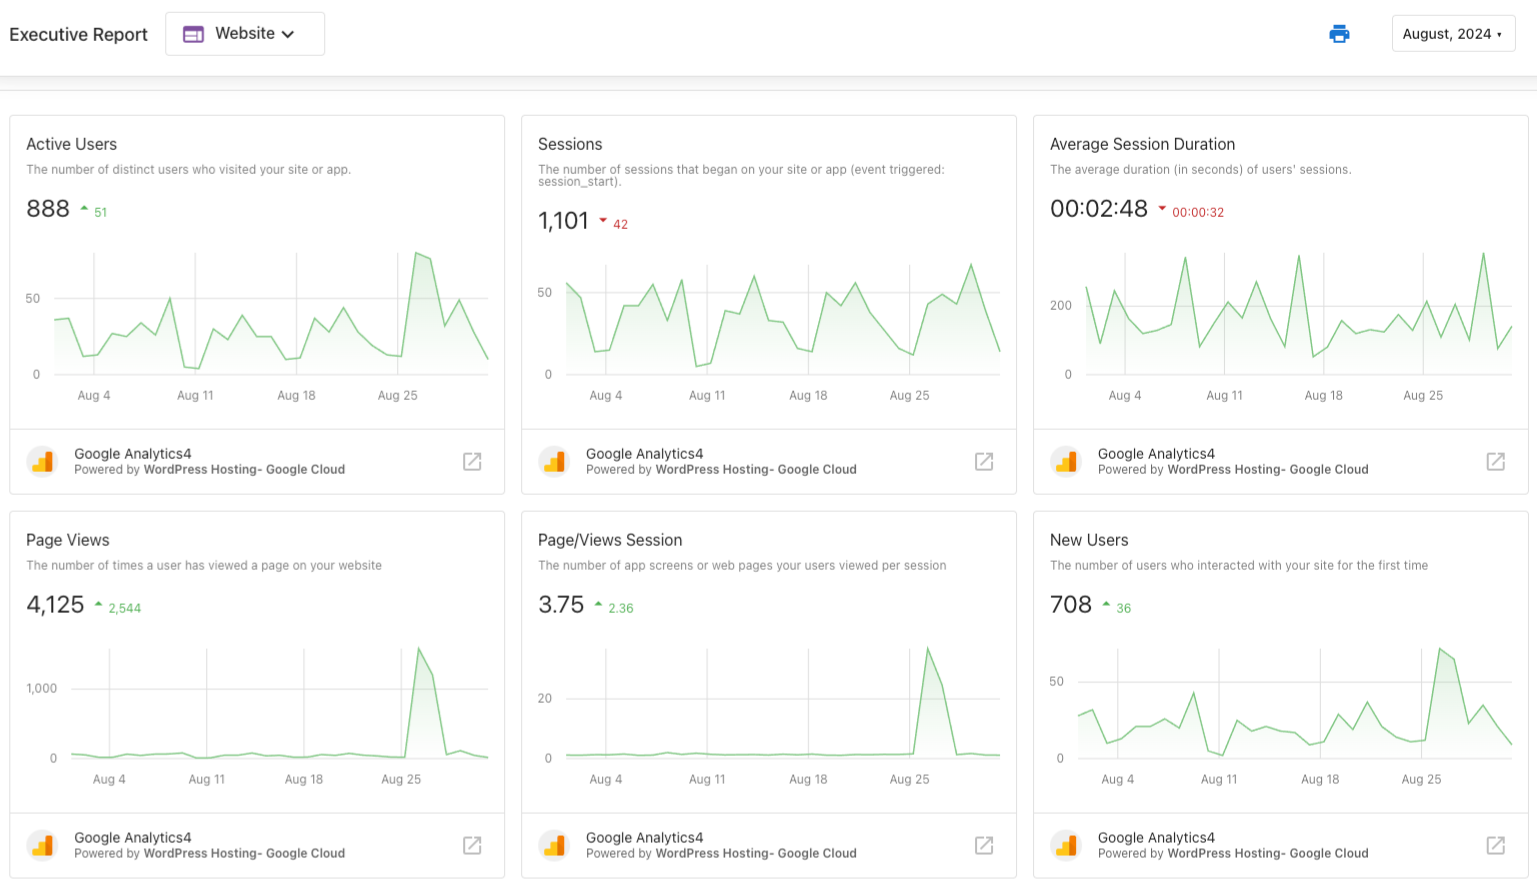 Executive Report
Website
August, 2024
Active Users
The number of distinct users who visited your site or app.
888 51
50
0
Aug 4 Aug 11 Aug 18 Aug 25
Google Analytics4
Powered by WordPress Hosting- Google Cloud
Sessions
The number of sessions that began on your site or app (event triggered:
session_start).
1,101 42
50
0
Aug 4 Aug 11 Aug 18 Aug 25
Google Analytics4
Powered by WordPress Hosting- Google Cloud
Average Session Duration
The average duration (in seconds) of users' sessions.
00:02:48 00:00:32
200
0
Aug 4 Aug 11 Aug 18 Aug 25
Google Analytics4
Powered by WordPress Hosting- Google Cloud
Page Views
The number of times a user has viewed a page on your website
4,125 2,544
1,000
0
Aug 4 Aug 11 Aug 18 Aug 25
Google Analytics4
Powered by WordPress Hosting- Google Cloud
Page/Views Session
The number of app screens or web pages your users viewed per session
3.75 2.36
20
0
Aug 4 Aug 11 Aug 18 Aug 25
Google Analytics4
Powered by WordPress Hosting- Google Cloud
New Users
The number of users who interacted with your site for the first time
708 36
50
0
Aug 4 Aug 11 Aug 18 Aug 25
Google Analytics4
Powered by WordPress Hosting- Google Cloud